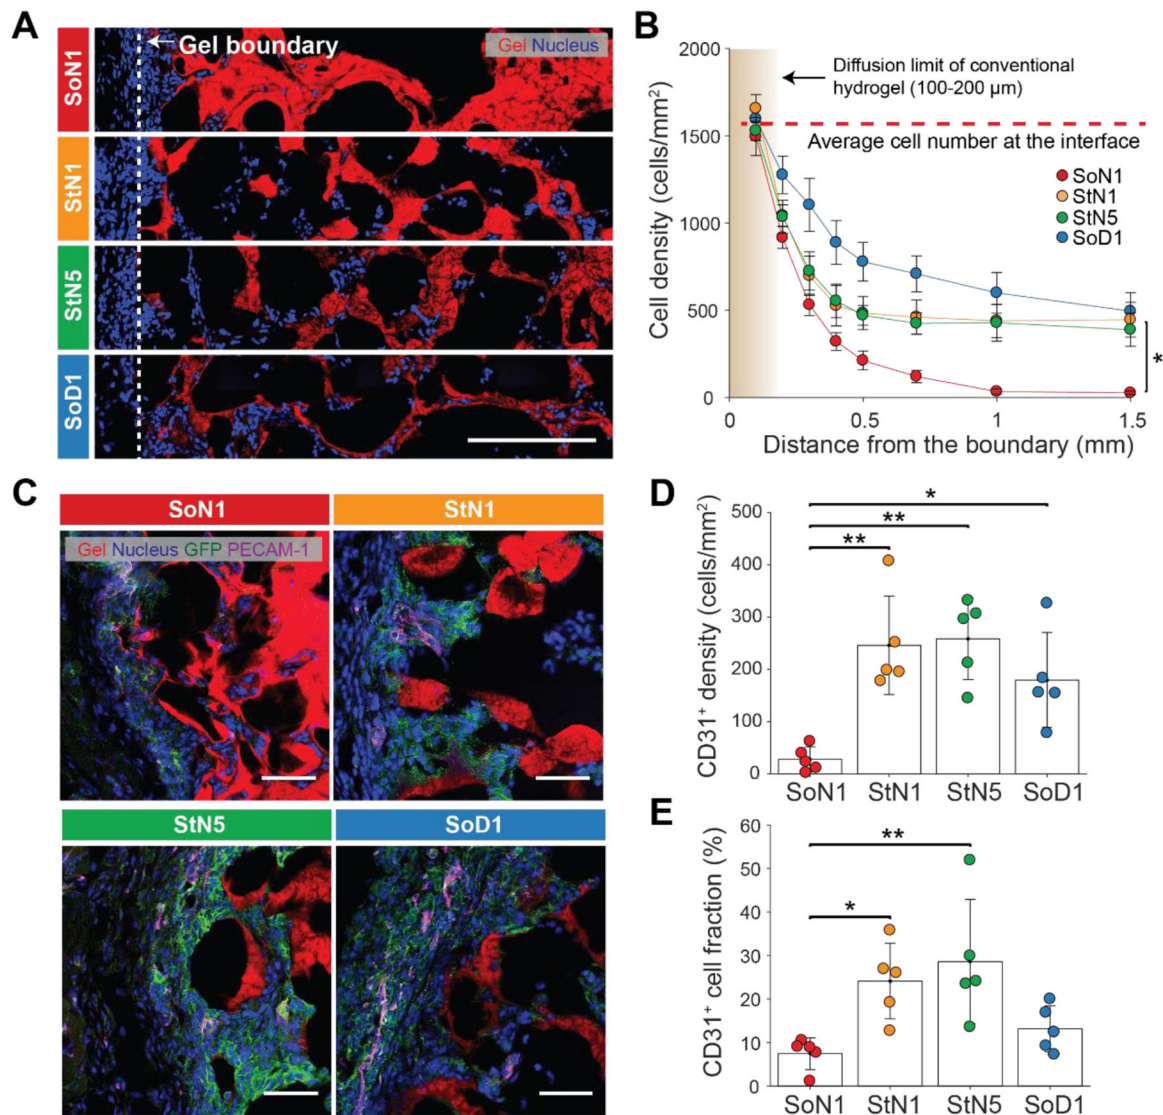 A
SoN1
Gel boundary
Gel Nucleus
StN1
StN5
SoD1
B
2000
1500
1000
500
0
Cell density (cells/mm²)
Diffusion limit of conventional
hydrogel (100-200 µm)
Average cell number at the interface
SoN1
StN1
StN5
SoD1
*
0 0.5 1 1.5
Distance from the boundary (mm)
C
SoN1 StN1
Gel Nucleus GFP PECAM-1
StN5 SoD1
D
*
**
**
500
400
300
200
100
0
CD31⁺ density (cells/mm²)
SoN1 StN1 StN5 SoD1
E
**
*
60
50
40
30
20
10
0
CD31⁺ cell fraction (%)
SoN1 StN1 StN5 SoD1